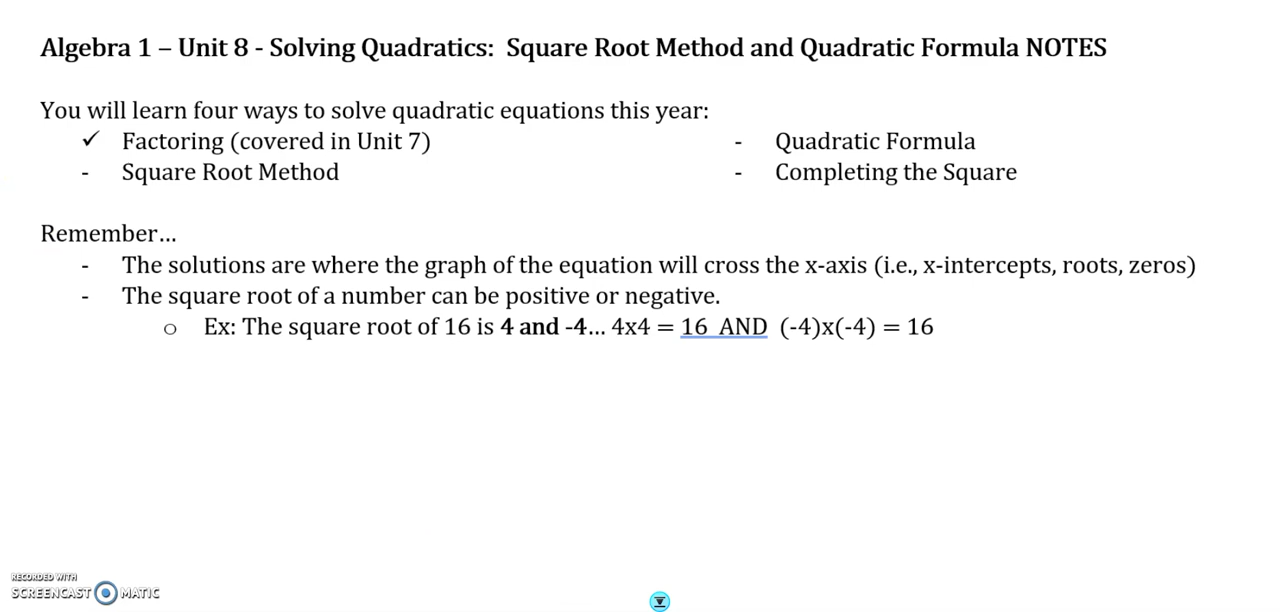 Algebra 1 – Unit 8 - Solving Quadratics:  Square Root Method and Quadratic Formula NOTES
You will learn four ways to solve quadratic equations this year:
✓ Factoring (covered in Unit 7)
- Square Root Method
- Quadratic Formula
- Completing the Square
Remember…
- The solutions are where the graph of the equation will cross the x-axis (i.e., x-intercepts, roots, zeros)
- The square root of a number can be positive or negative.
o Ex: The square root of 16 is 4 and -4… 4x4 = 16  AND  (-4)x(-4) = 16
RECORDED WITH
SCREENCAST MATIC